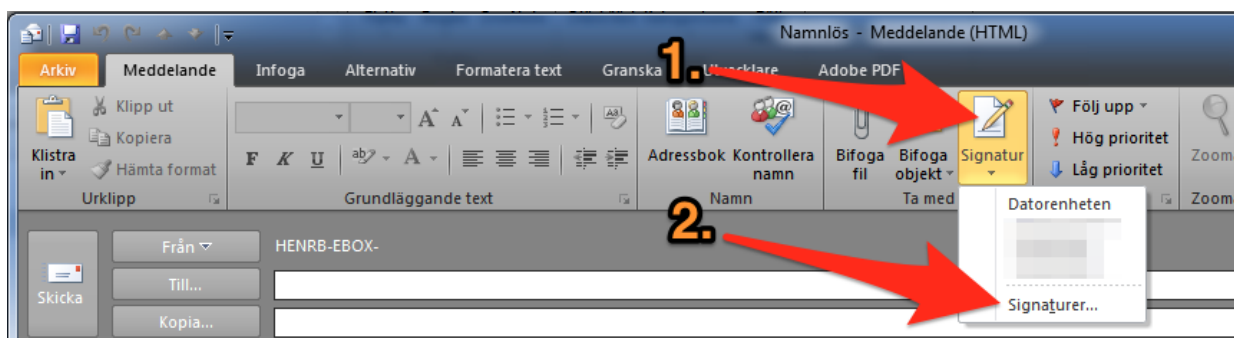 Namnlös - Meddelande (HTML)
1.
Arkiv Meddelande Infoga Alternativ Formatera text Granska Utvecklare Adobe PDF
Klistra in
Klipp ut
Kopiera
Hämta format
Urklipp
F K U
Grundläggande text
Adressbok
Kontrollera namn
Namn
Bifoga fil
Bifoga objekt
Signatur
Ta med
Följ upp
Hög prioritet
Låg prioritet
Zooma
Zooma
2.
Datorenheten
Signaturer...
Skicka
Från HENRB-EBOX-
Till...
Kopia...